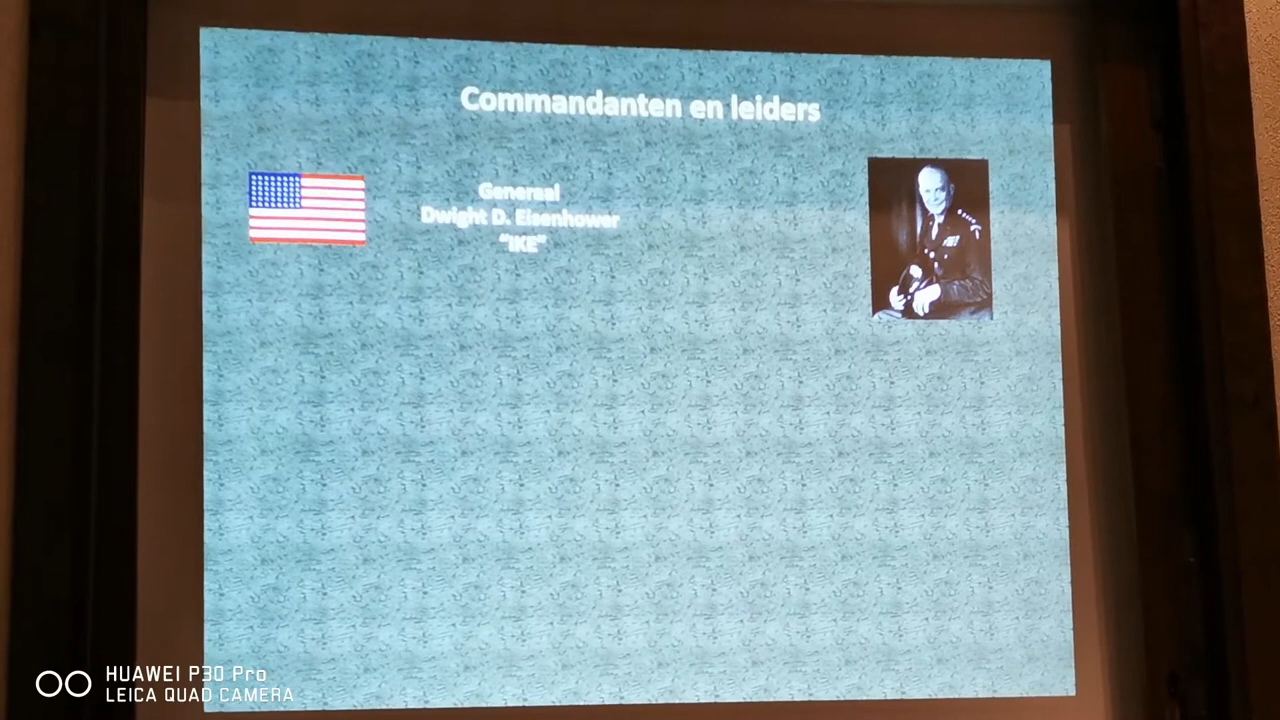 Commandanten en leiders
Generaal
Dwight D. Eisenhower
“IKE”
HUAWEI P30 Pro
LEICA QUAD CAMERA